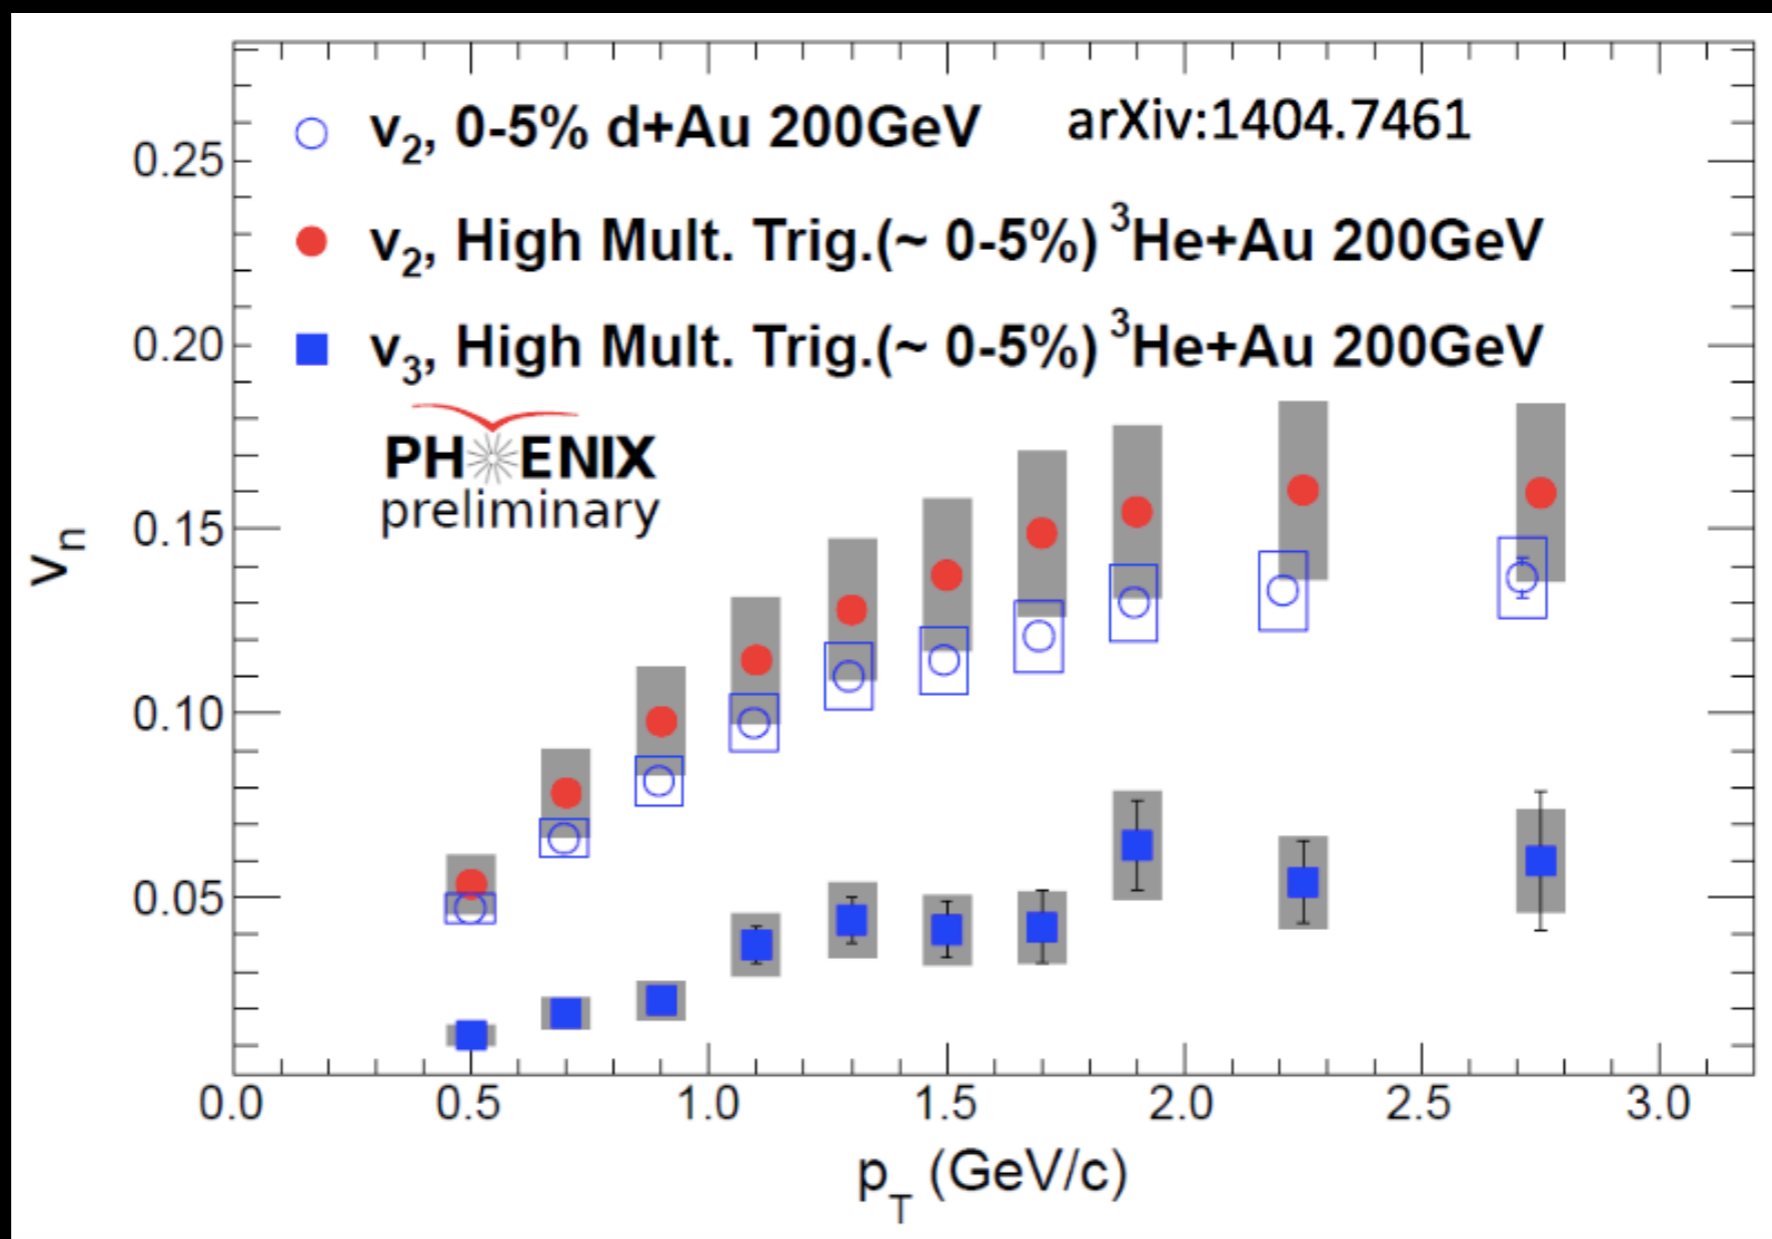 v2, 0-5% d+Au 200GeV arXiv:1404.7461
v2, High Mult. Trig.(~ 0-5%) 3He+Au 200GeV
v3, High Mult. Trig.(~ 0-5%) 3He+Au 200GeV
PHENIX
preliminary
vn
0.25
0.20
0.15
0.10
0.05
0.0 0.5 1.0 1.5 2.0 2.5 3.0
pT (GeV/c)